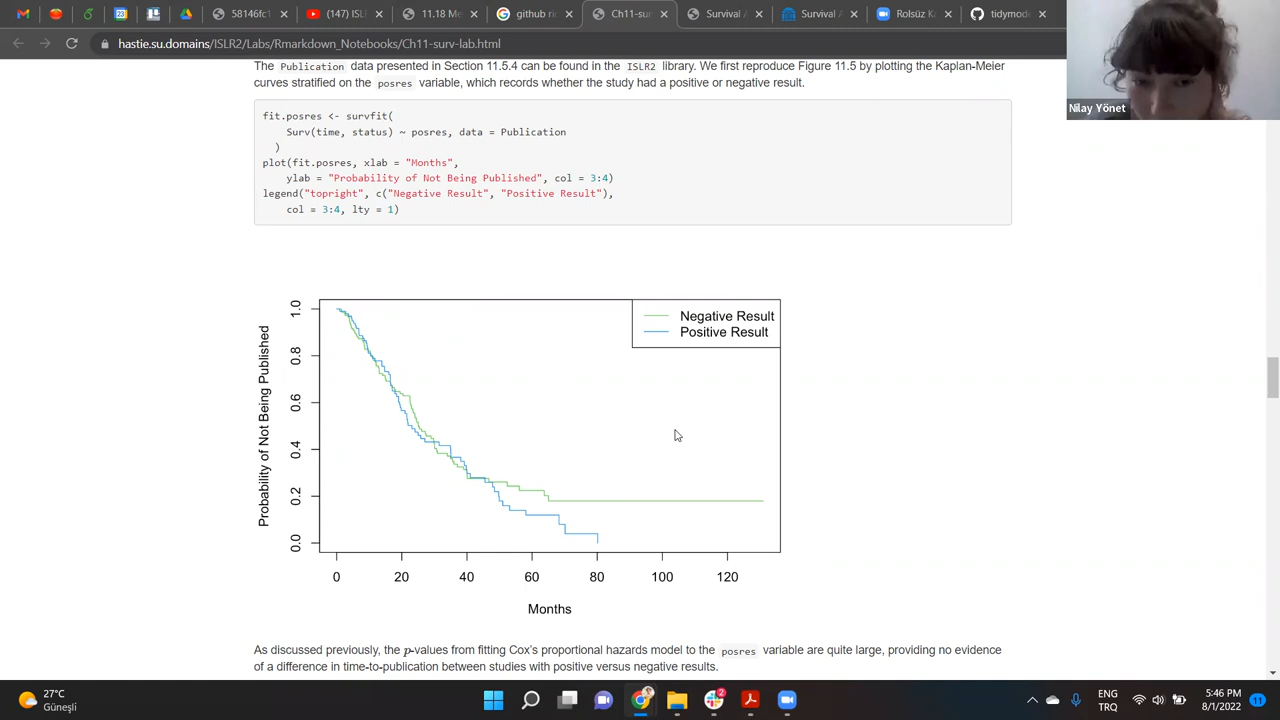 58146fc1
(147) ISLE
11.18 Me
github n
Ch11-sur
Survival A
Survival A
Rolsüz K
tidymode
hastie.su.domains/ISLR2/Labs/Rmarkdown_Notebooks/Ch11-surv-lab.html
Nilay Yönet
The Publication data presented in Section 11.5.4 can be found in the ISLR2 library. We first reproduce Figure 11.5 by plotting the Kaplan-Meier
curves stratified on the posres variable, which records whether the study had a positive or negative result.
fit.posres <- survfit(
Surv(time, status) ~ posres, data = Publication
)
plot(fit.posres, xlab = "Months",
ylab = "Probability of Not Being Published", col = 3:4)
legend("topright", c("Negative Result", "Positive Result"),
col = 3:4, lty = 1)
Negative Result
Positive Result
Probability of Not Being Published
1.0
0.8
0.6
0.4
0.2
0.0
0 20 40 60 80 100 120
Months
As discussed previously, the p-values from fitting Cox's proportional hazards model to the posres variable are quite large, providing no evidence
of a difference in time-to-publication between studies with positive versus negative results.
27°C
Güneşli
ENG
TRQ
5:46 PM
8/1/2022
11
2